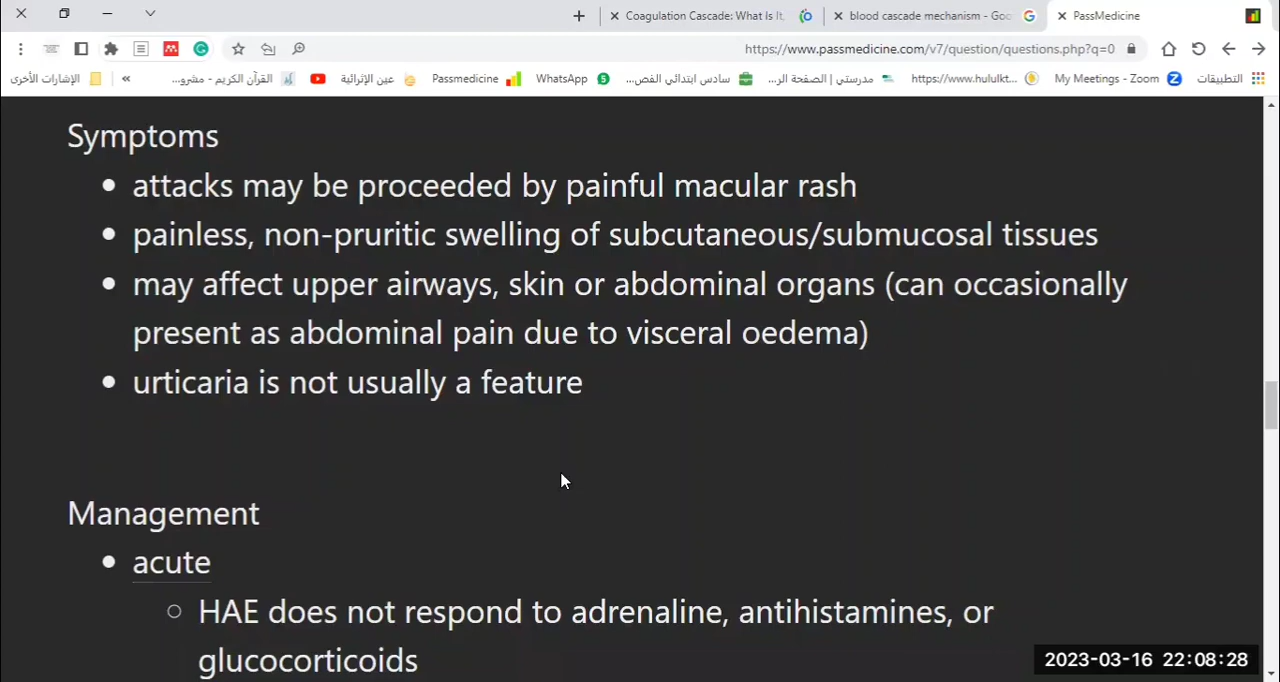 Coagulation Cascade: What Is It,
blood cascade mechanism - Goo
PassMedicine
https://www.passmedicine.com/v7/question/questions.php?q=0
الإشارات الأخرى
»
القرآن الكريم - مشرو...
عين الإثرائية
Passmedicine
WhatsApp
سادس ابتدائي الفص...
مدرستي | الصفحة الر...
https://www.hululkt...
My Meetings - Zoom
التطبيقات
Symptoms
• attacks may be proceeded by painful macular rash
• painless, non-pruritic swelling of subcutaneous/submucosal tissues
• may affect upper airways, skin or abdominal organs (can occasionally
present as abdominal pain due to visceral oedema)
• urticaria is not usually a feature
Management
• acute
○ HAE does not respond to adrenaline, antihistamines, or
glucocorticoids
2023-03-16 22:08:28